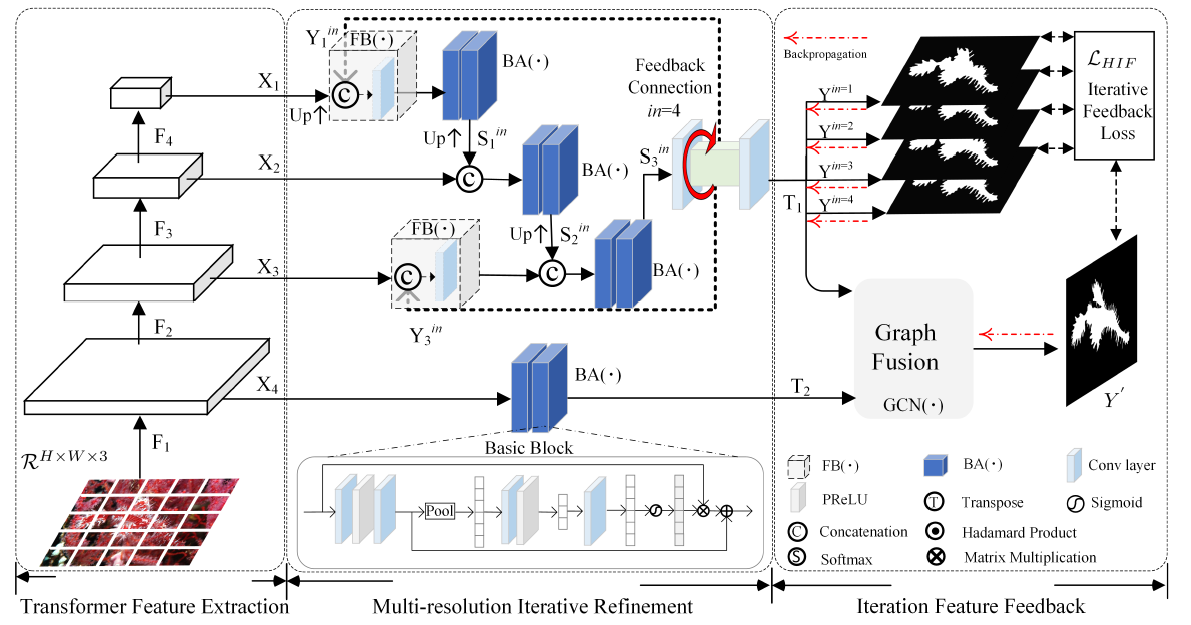 Y₁ⁱⁿ
FB(·)
BA(·)
X₁
Up↑
C
F₄
Up↑
S₁ⁱⁿ
Feedback
Connection
in=4
Backpropagation
Yⁱⁿ⁼¹
Yⁱⁿ⁼²
Yⁱⁿ⁼³
Yⁱⁿ⁼⁴
ℒ_HIF
Iterative
Feedback
Loss
X₂
C
BA(·)
S₃ⁱⁿ
T₁
F₃
FB(·)
Up↑
S₂ⁱⁿ
X₃
C
C
BA(·)
Y₃ⁱⁿ
F₂
Graph
Fusion
GCN(·)
Y′
X₄
BA(·)
T₂
F₁
ℛ^H×W×3
Basic Block
Pool
FB(·)
BA(·)
Conv layer
PReLU
T
Transpose
Sigmoid
C
Concatenation
Hadamard Product
S
Softmax
Matrix Multiplication
Transformer Feature Extraction
Multi-resolution Iterative Refinement
Iteration Feature Feedback